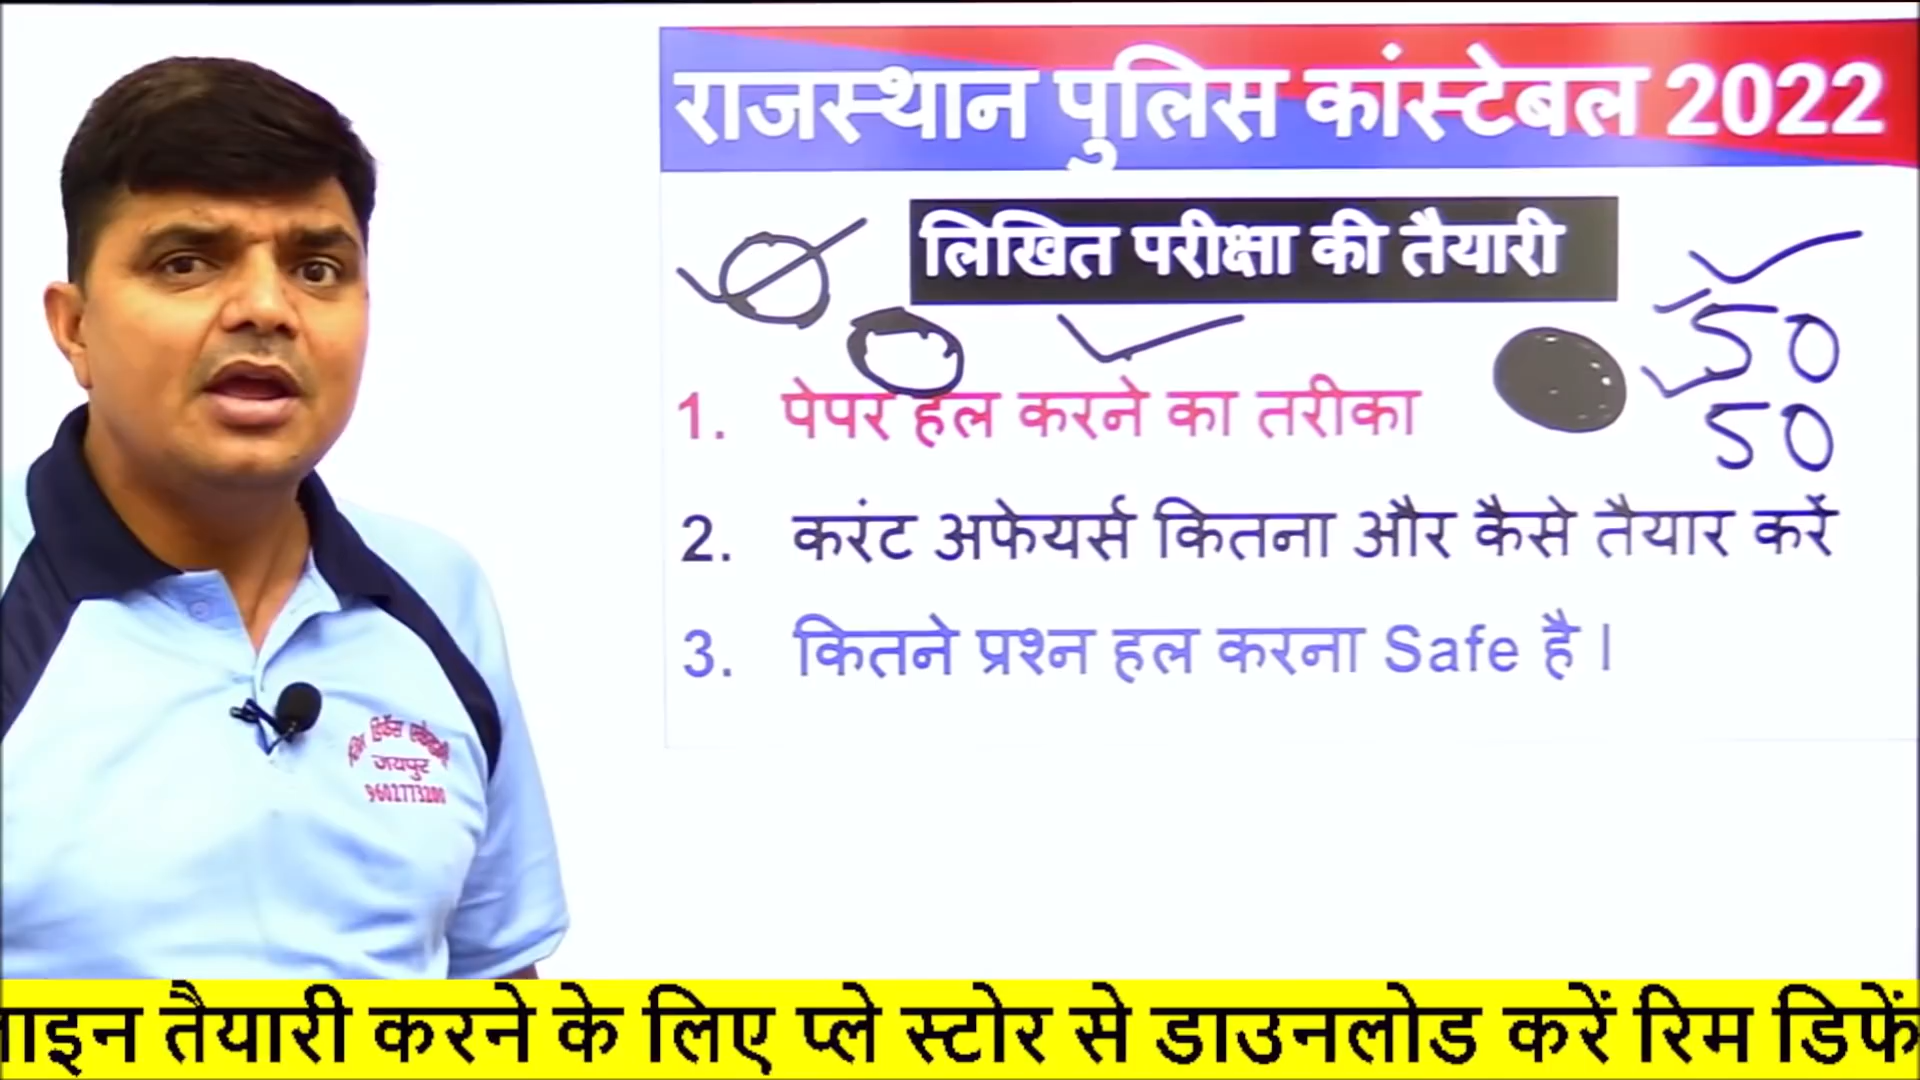 राजस्थान पुलिस कांस्टेबल 2022
लिखित परीक्षा की तैयारी
50
50
1. पेपर हल करने का तरीका
2. करंट अफेयर्स कितना और कैसे तैयार करें
3. कितने प्रश्न हल करना Safe है।
डिफेंस
जयपुर
9602773200
तैयारी करने के लिए प्ले स्टोर से डाउनलोड करें रिम